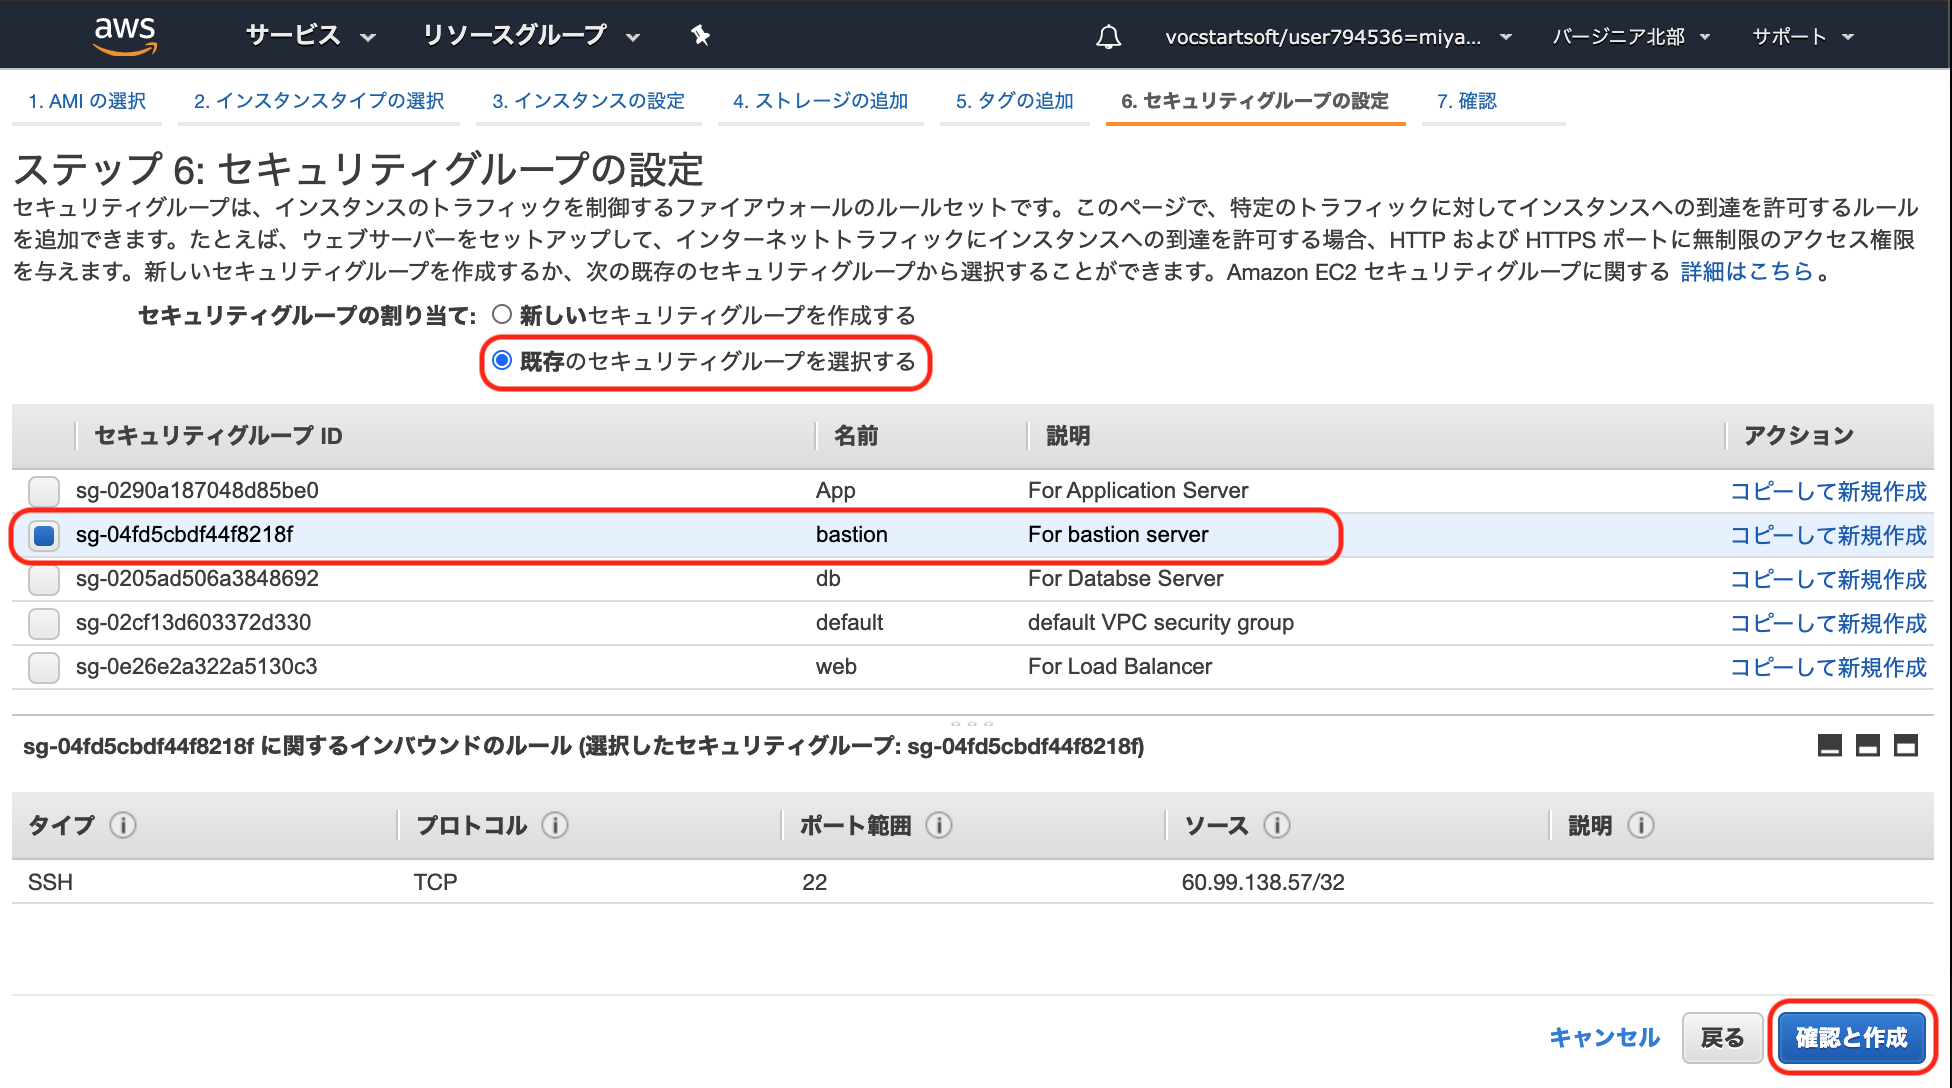 aws サービス リソースグループ vocstartsoft/user794536=miya... バージニア北部 サポート
1. AMI の選択 2. インスタンスタイプの選択 3. インスタンスの設定 4. ストレージの追加 5. タグの追加 6. セキュリティグループの設定 7. 確認
ステップ 6: セキュリティグループの設定
セキュリティグループは、インスタンスのトラフィックを制御するファイアウォールのルールセットです。このページで、特定のトラフィックに対してインスタンスへの到達を許可するルール
を追加できます。たとえば、ウェブサーバーをセットアップして、インターネットトラフィックにインスタンスへの到達を許可する場合、HTTP および HTTPS ポートに無制限のアクセス権限
を与えます。新しいセキュリティグループを作成するか、次の既存のセキュリティグループから選択することができます。Amazon EC2 セキュリティグループに関する 詳細はこちら 。
セキュリティグループの割り当て: 新しいセキュリティグループを作成する
既存のセキュリティグループを選択する
セキュリティグループ ID 名前 説明 アクション
sg-0290a187048d85be0 App For Application Server コピーして新規作成
sg-04fd5cbdf44f8218f bastion For bastion server コピーして新規作成
sg-0205ad506a3848692 db For Databse Server コピーして新規作成
sg-02cf13d603372d330 default default VPC security group コピーして新規作成
sg-0e26e2a322a5130c3 web For Load Balancer コピーして新規作成
sg-04fd5cbdf44f8218f に関するインバウンドのルール (選択したセキュリティグループ: sg-04fd5cbdf44f8218f)
タイプ i プロトコル i ポート範囲 i ソース i 説明 i
SSH TCP 22 60.99.138.57/32
キャンセル 戻る 確認と作成